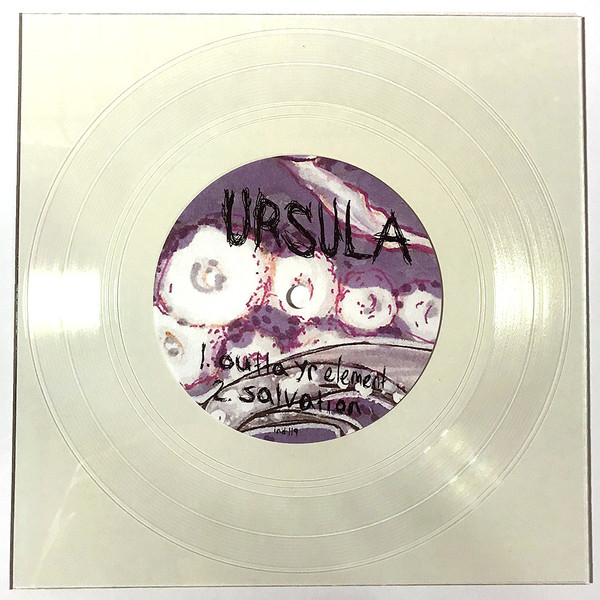 URSULA
1. outta yr element
2. salvation